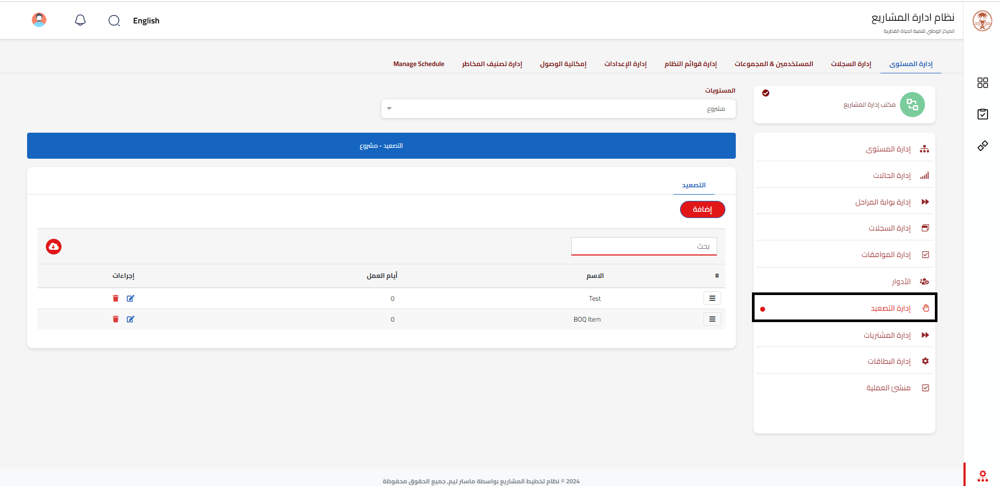 نظام ادارة المشاريع
المركز الوطني لتنمية الحياة الفطرية
English
إدارة المستوى
إدارة السجلات
المستخدمين & المجموعات
إدارة قوائم النظام
إدارة الإعدادات
إمكانية الوصول
إدارة تصنيف المخاطر
Manage Schedule
مكتب إدارة المشاريع
إدارة المستوى
إدارة الحالات
إدارة بوابة المراحل
إدارة السجلات
إدارة الموافقات
الأدوار
إدارة التصعيد
إدارة المشتريات
إدارة البطاقات
منشئ العملية
المستويات
مشروع
التصعيد - مشروع
التصعيد
إضافة
بحث
# الاسم أيام العمل إجراءات
Test 0
BOQ Item 0
2024 © نظام تخطيط المشاريع بواسطة ماستر تيم, جميع الحقوق محفوظة